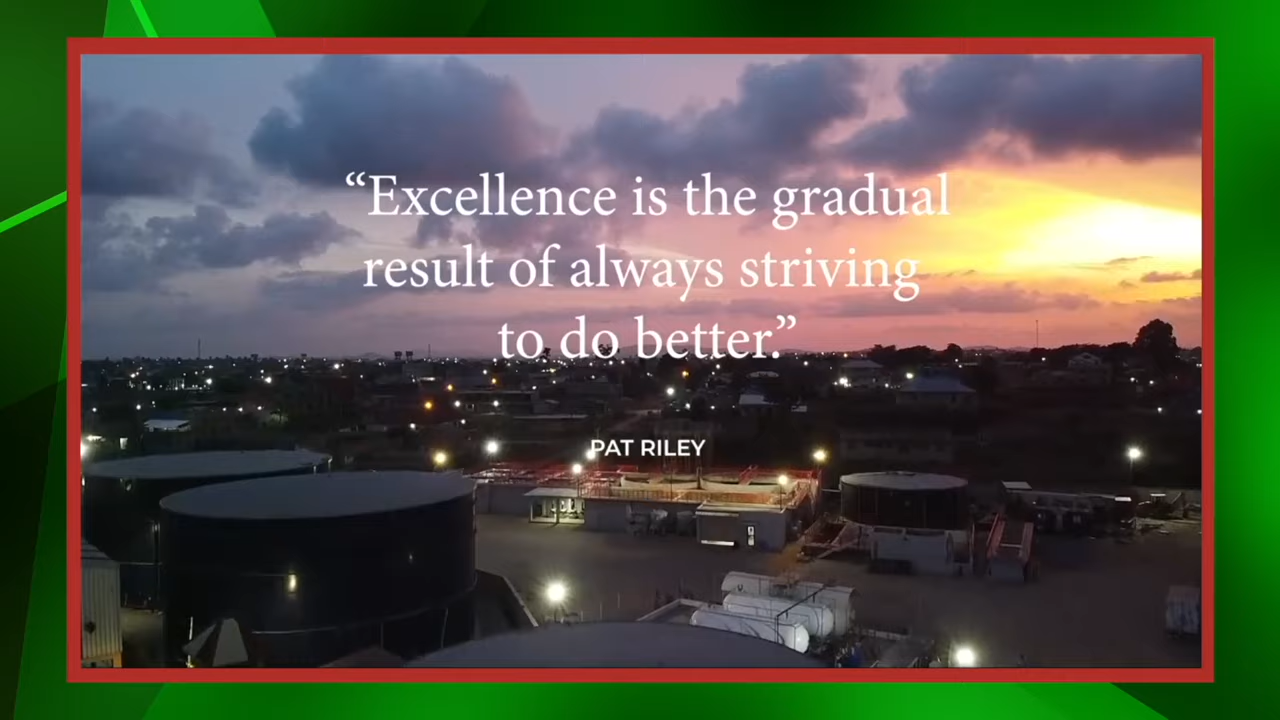 “Excellence is the gradual
result of always striving
to do better.”
PAT RILEY